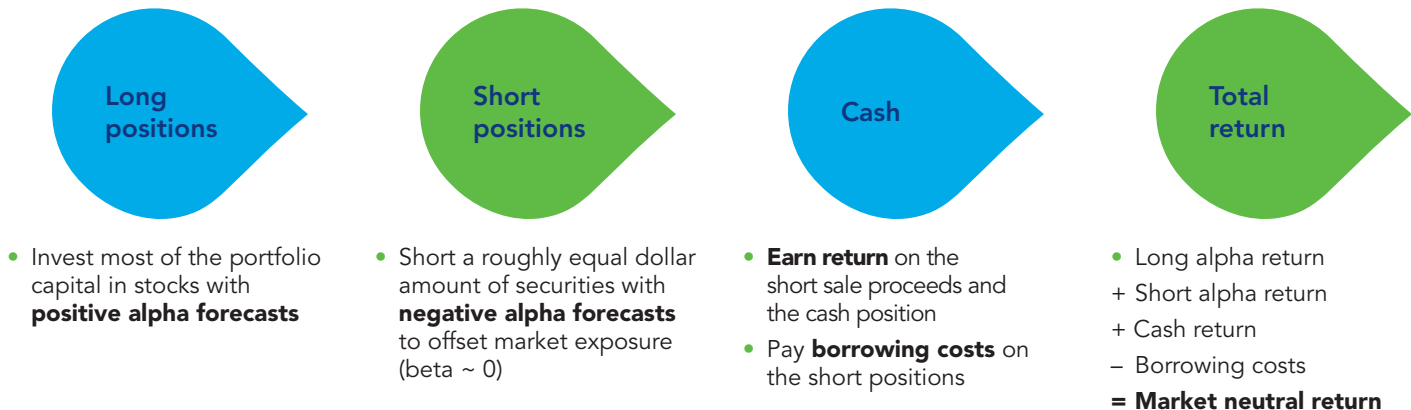 Long
positions
• Invest most of the portfolio
capital in stocks with
positive alpha forecasts
Short
positions
• Short a roughly equal dollar
amount of securities with
negative alpha forecasts
to offset market exposure
(beta ~ 0)
Cash
• Earn return on the
short sale proceeds and
the cash position
• Pay borrowing costs on
the short positions
Total
return
• Long alpha return
+ Short alpha return
+ Cash return
– Borrowing costs
= Market neutral return